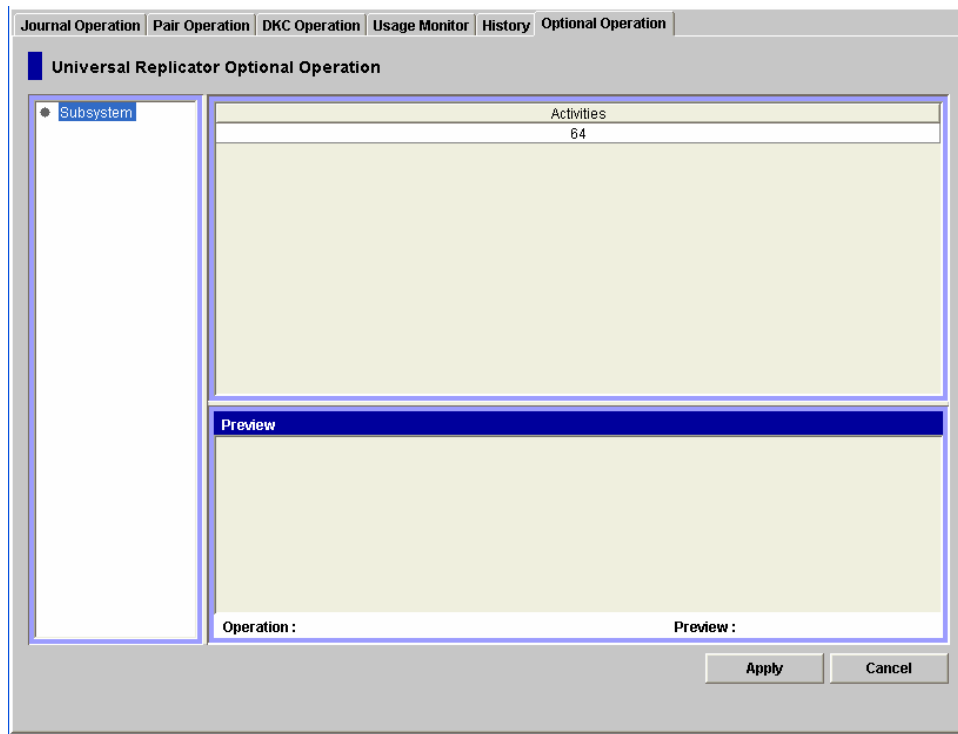 Journal Operation Pair Operation DKC Operation Usage Monitor History Optional Operation
Universal Replicator Optional Operation
Subsystem
Activities
64
Preview
Operation : Preview :
Apply Cancel